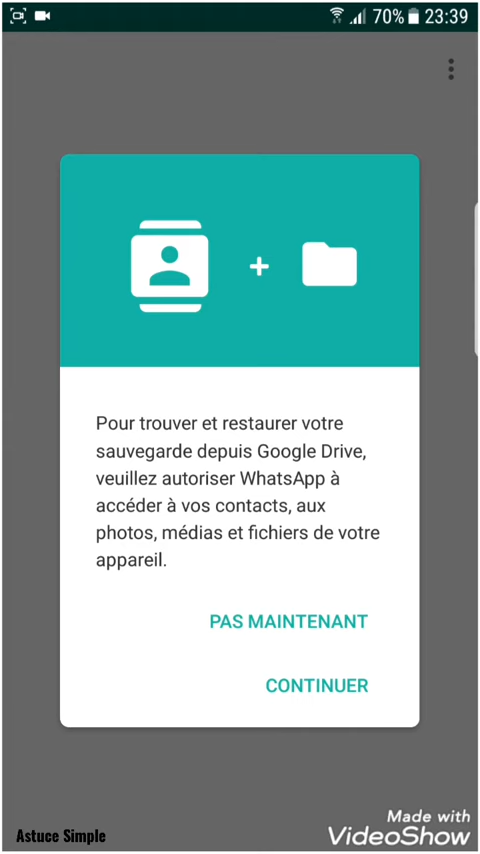 70% 23:39
Pour trouver et restaurer votre
sauvegarde depuis Google Drive,
veuillez autoriser WhatsApp à
accéder à vos contacts, aux
photos, médias et fichiers de votre
appareil.
PAS MAINTENANT
CONTINUER
Made with
VideoShow
Astuce Simple